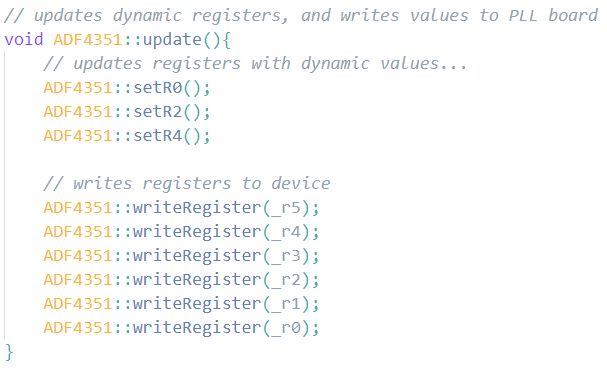 // updates dynamic registers, and writes values to PLL board
void ADF4351::update(){
    // updates registers with dynamic values...
    ADF4351::setR0();
    ADF4351::setR2();
    ADF4351::setR4();

    // writes registers to device
    ADF4351::writeRegister(_r5);
    ADF4351::writeRegister(_r4);
    ADF4351::writeRegister(_r3);
    ADF4351::writeRegister(_r2);
    ADF4351::writeRegister(_r1);
    ADF4351::writeRegister(_r0);
}